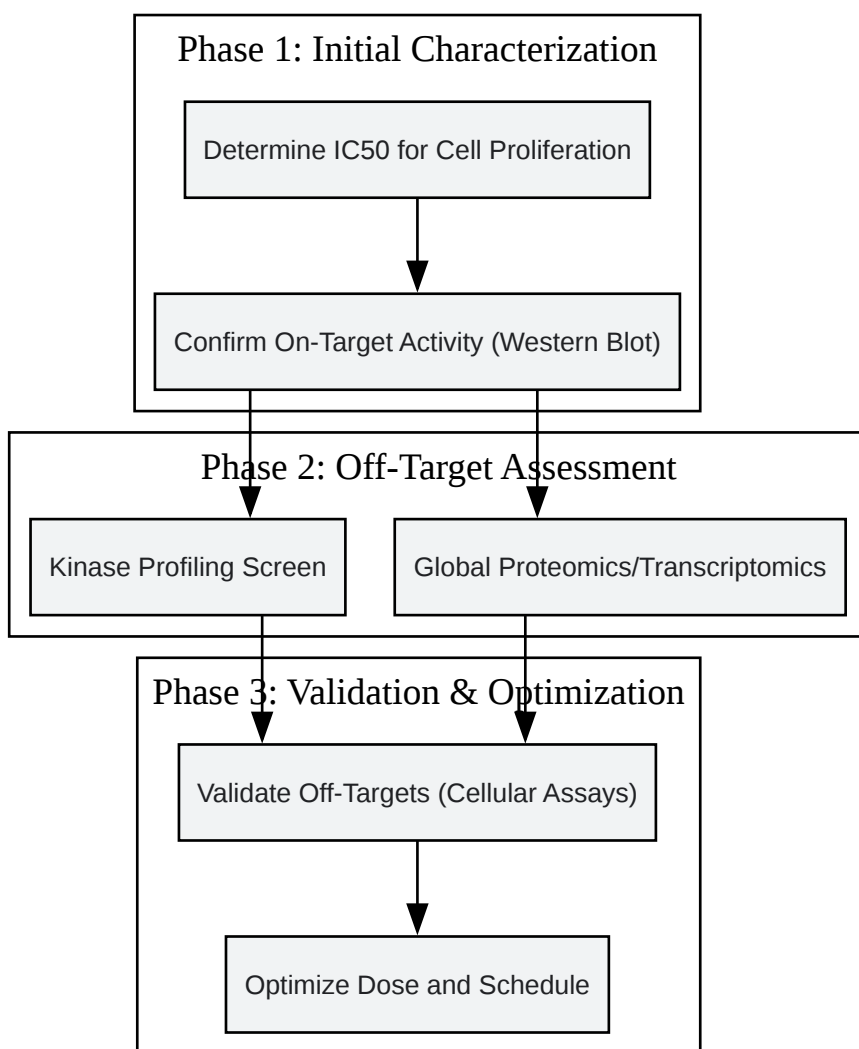 Phase 1: Initial Characterization
Determine IC50 for Cell Proliferation
Confirm On-Target Activity (Western Blot)
Phase 2: Off-Target Assessment
Kinase Profiling Screen
Global Proteomics/Transcriptomics
Phase 3: Validation & Optimization
Validate Off-Targets (Cellular Assays)
Optimize Dose and Schedule